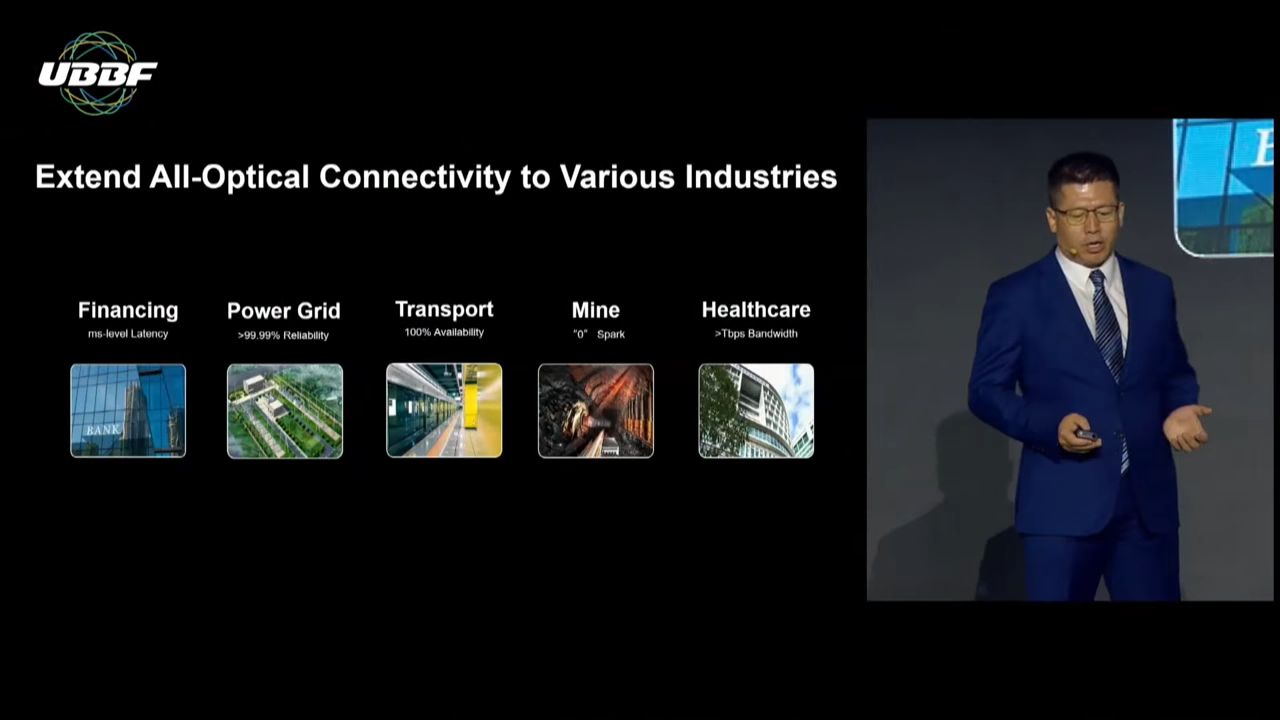 UBBF
Extend All-Optical Connectivity to Various Industries
Financing
ms-level Latency
Power Grid
>99.99% Reliability
Transport
100% Availability
Mine
"0" Spark
Healthcare
>Tbps Bandwidth
BANK